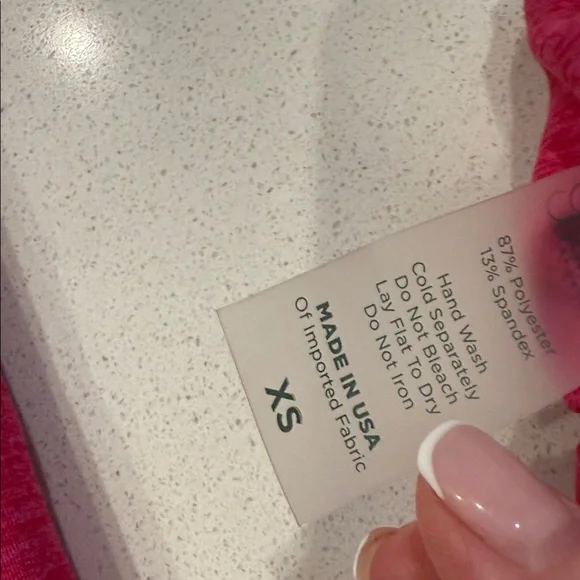 87% Polyester
13% Spandex
Hand Wash
Cold Separately
Do Not Bleach
Lay Flat To Dry
Do Not Iron
MADE IN USA
Of Imported Fabric
XS